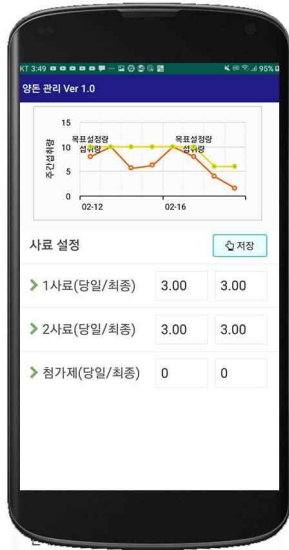 KT 3:49
95%
양돈 관리 Ver 1.0
주간섭취량
15
10
5
0
목표설정량
섭취량
목표설정량
섭취량
02-12
02-16
사료 설정
저장
1사료(당일/최종) 3.00 3.00
2사료(당일/최종) 3.00 3.00
첨가제(당일/최종) 0 0